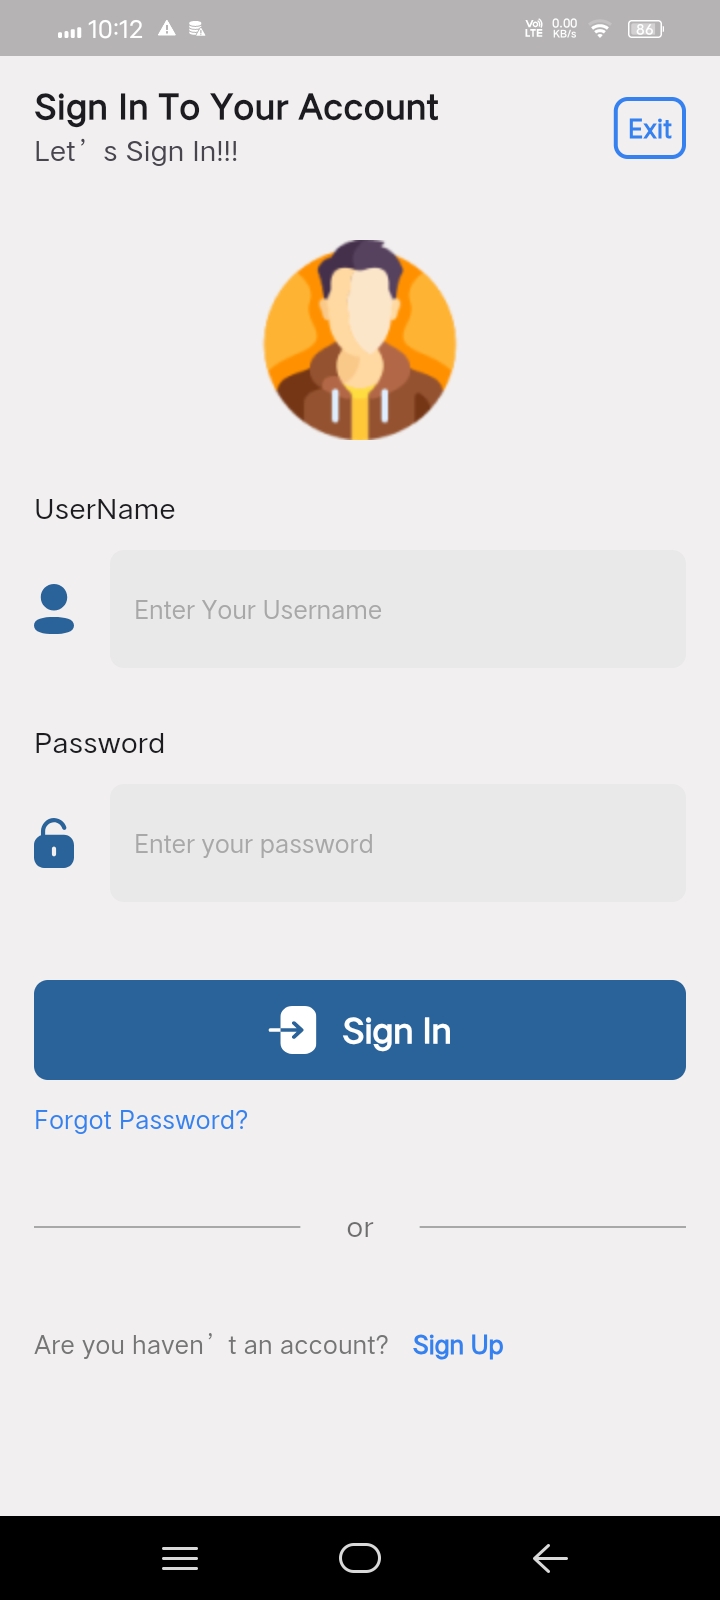 10:12
Vo)) LTE
0.00 KB/s
86
Sign In To Your Account
Let’s Sign In!!!
Exit
UserName
Enter Your Username
Password
Enter your password
Sign In
Forgot Password?
or
Are you haven’t an account? Sign Up